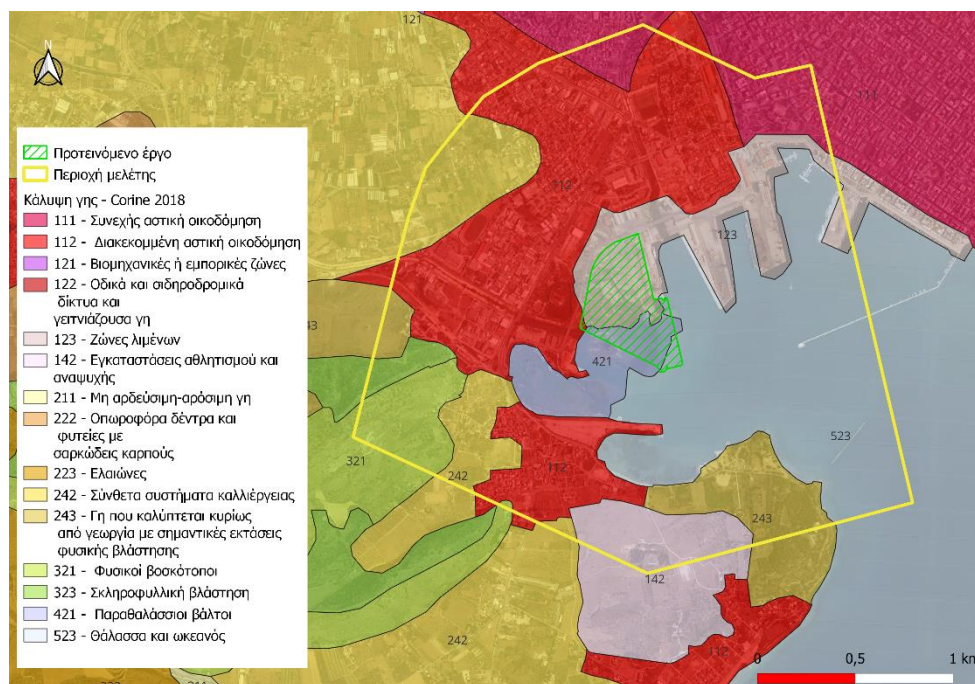 121
N
111
Προτεινόμενο έργο
Περιοχή μελέτης
Κάλυψη γης - Corine 2018
111 - Συνεχής αστική οικοδόμηση
112 - Διακεκομμένη αστική οικοδόμηση
121 - Βιομηχανικές ή εμπορικές ζώνες
122 - Οδικά και σιδηροδρομικά
δίκτυα και
γειτνιάζουσα γη
123 - Ζώνες λιμένων
142 - Εγκαταστάσεις αθλητισμού και
αναψυχής
211 - Μη αρδεύσιμη-αρόσιμη γη
222 - Οπωροφόρα δέντρα και
φυτείες με
σαρκώδεις καρπούς
223 - Ελαιώνες
242 - Σύνθετα συστήματα καλλιέργειας
243 - Γη που καλύπτεται κυρίως
από γεωργία με σημαντικές εκτάσεις
φυσικής βλάστησης
321 - Φυσικοί βοσκότοποι
323 - Σκληροφυλλική βλάστηση
421 - Παραθαλάσσιοι βάλτοι
523 - Θάλασσα και ωκεανός
112
123
43
421
523
321
242
112
243
142
242
112
211
0 0,5 1 km